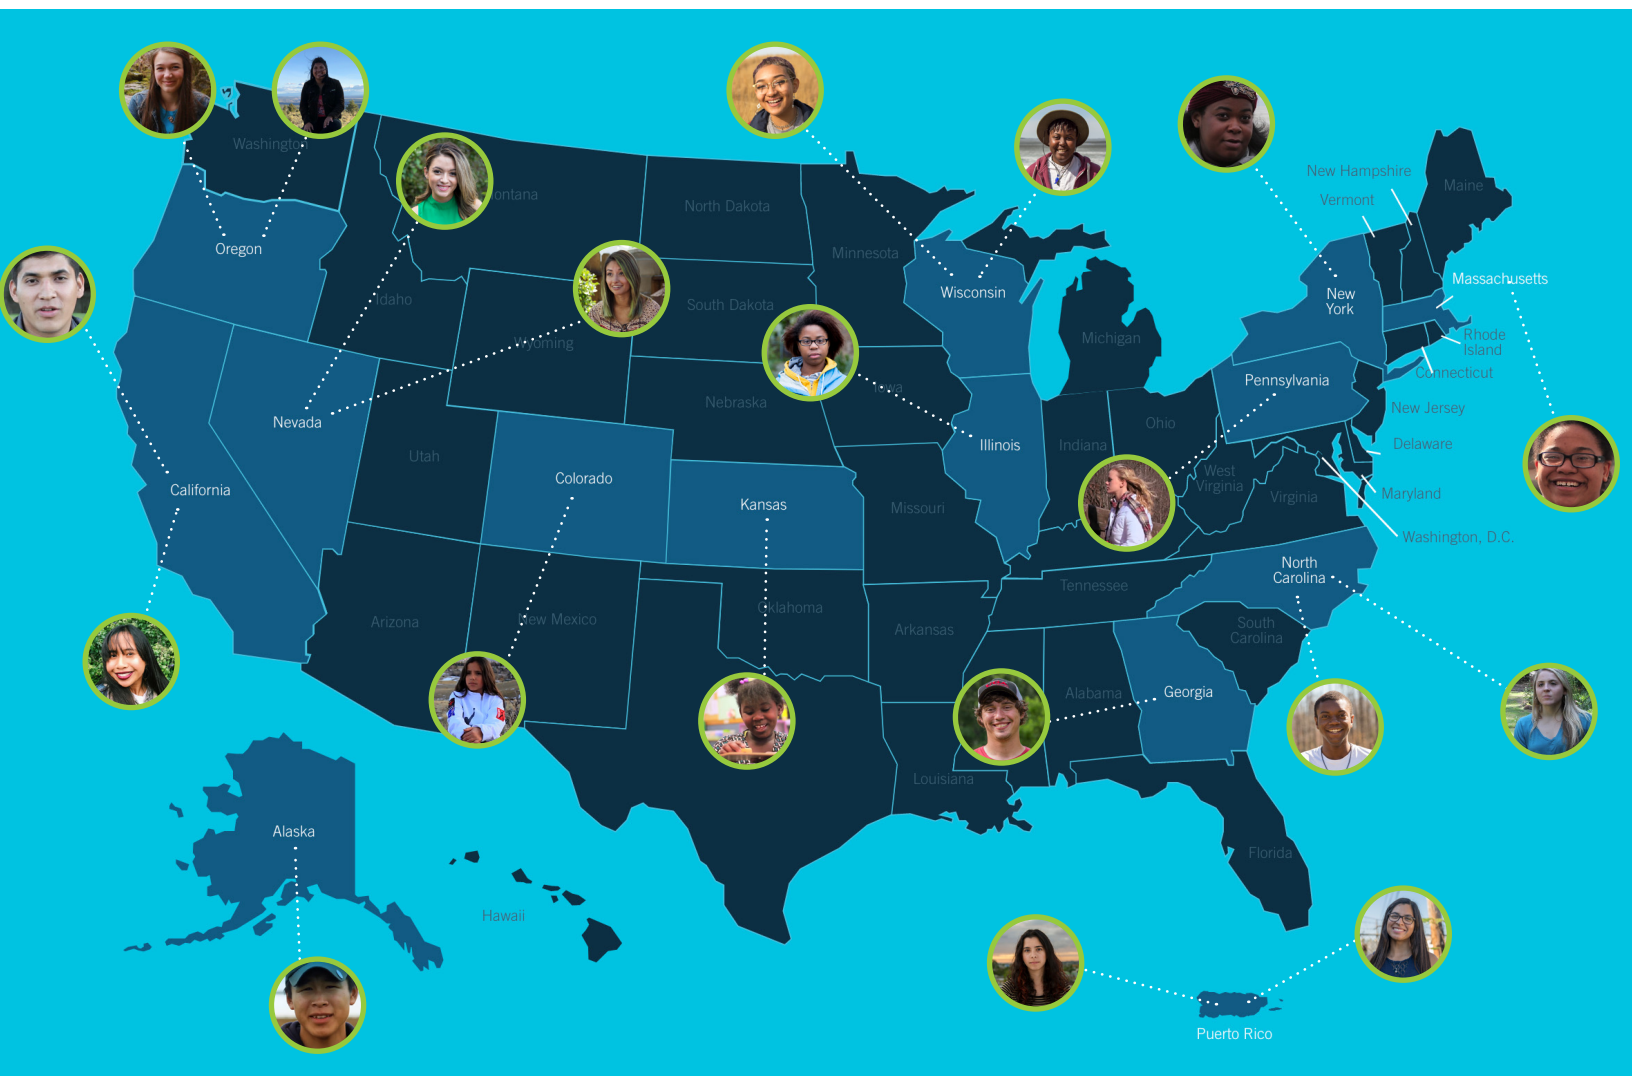 Washington
New Hampshire
Maine
Montana
Vermont
North Dakota
Oregon
Minnesota
Massachusetts
Wisconsin
Idaho
South Dakota
New
York
Wyoming
Michigan
Rhode
Island
Connecticut
Pennsylvania
Iowa
Nebraska
New Jersey
Nevada
Ohio
Illinois
Indiana
Delaware
Utah
West
Virginia
Colorado
California
Virginia
Maryland
Kansas
Missouri
Washington, D.C.
North
Carolina
Tennessee
Oklahoma
New Mexico
Arizona
Arkansas
South
Carolina
Alabama
Georgia
Louisiana
Alaska
Florida
Hawaii
Puerto Rico